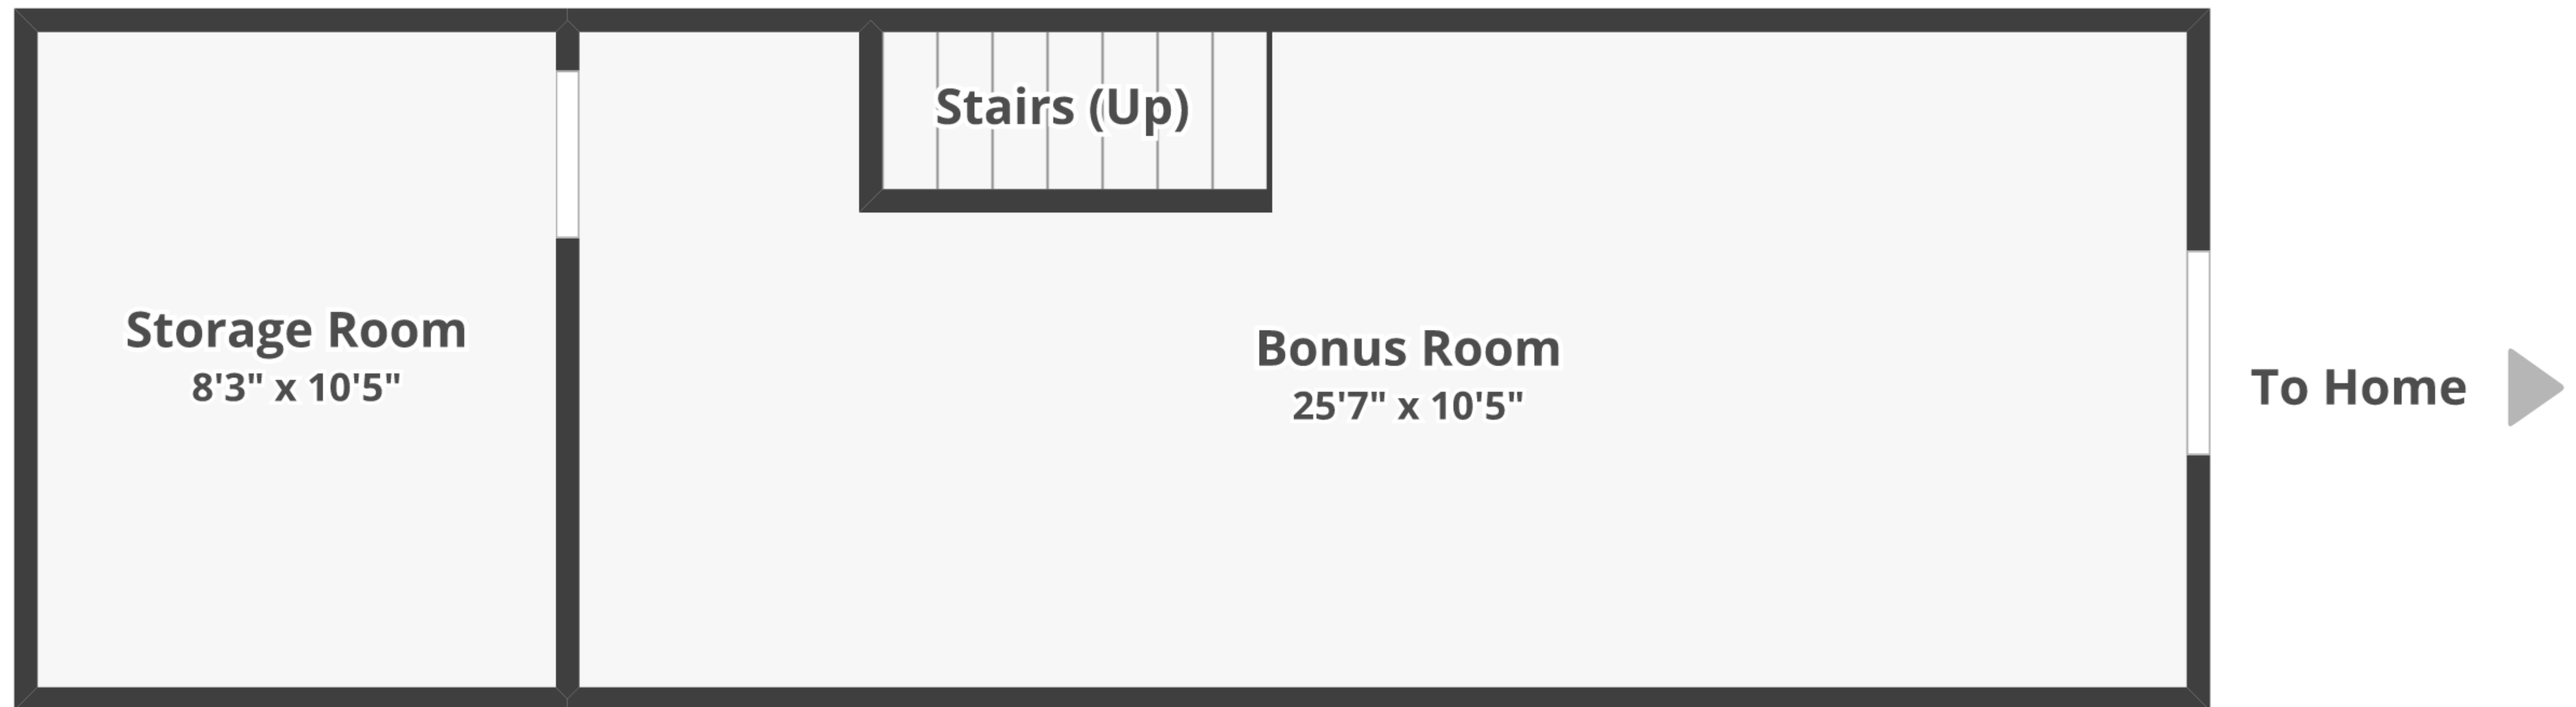 Stairs (Up)
Storage Room
8'3" x 10'5"
Bonus Room
25'7" x 10'5"
To Home